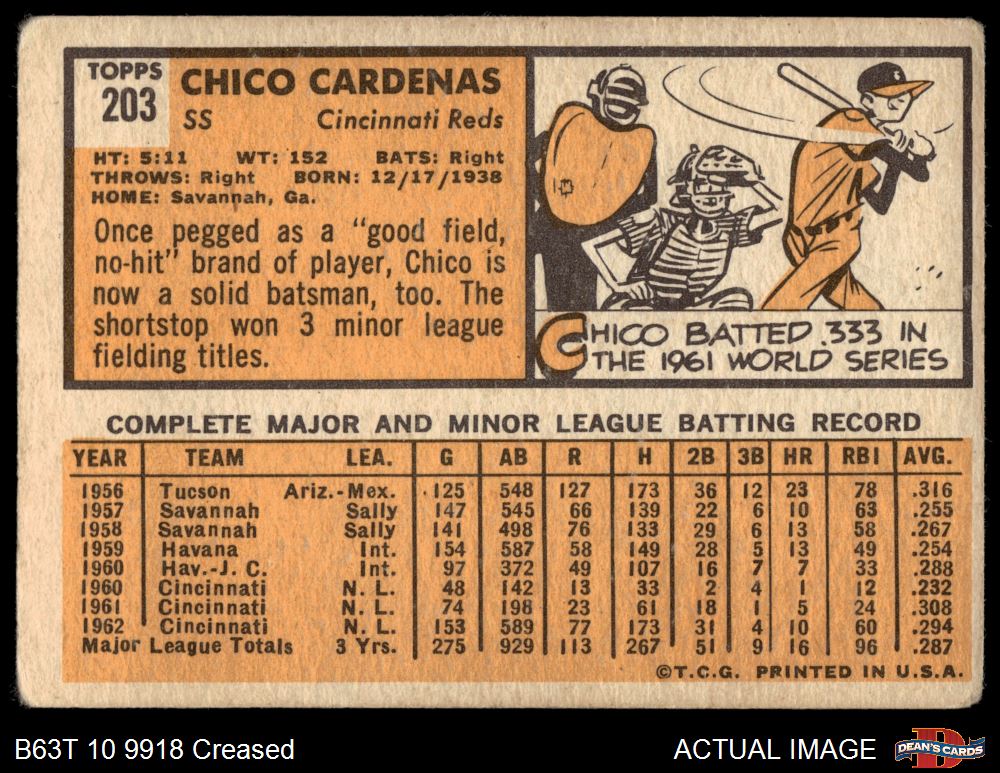 TOPPS
203
CHICO CARDENAS
SS Cincinnati Reds
HT: 5:11 WT: 152 BATS: Right
THROWS: Right BORN: 12/17/1938
HOME: Savannah, Ga.
Once pegged as a "good field,
no-hit" brand of player, Chico is
now a solid batsman, too. The
shortstop won 3 minor league
fielding titles.
C
CHICO BATTED .333 IN
THE 1961 WORLD SERIES
COMPLETE MAJOR AND MINOR LEAGUE BATTING RECORD
YEAR TEAM LEA. G AB R H 2B 3B HR RBI AVG.
1956 Tucson Ariz.-Mex. 125 548 127 173 36 12 23 78 .316
1957 Savannah Sally 147 545 66 139 22 6 10 63 .255
1958 Savannah Sally 141 498 76 133 29 6 13 58 .267
1959 Havana Int. 154 587 58 149 28 5 13 49 .254
1960 Hav.-J. C. Int. 97 372 49 107 16 7 7 33 .288
1960 Cincinnati N. L. 48 142 13 33 2 4 1 12 .232
1961 Cincinnati N. L. 74 198 23 61 18 1 5 24 .308
1962 Cincinnati N. L. 153 589 77 173 31 4 10 60 .294
Major League Totals 3 Yrs. 275 929 113 267 51 9 16 96 .287
©T.C.G. PRINTED IN U.S.A.
B63T 10 9918 Creased
ACTUAL IMAGE
D
DEAN'S CARDS